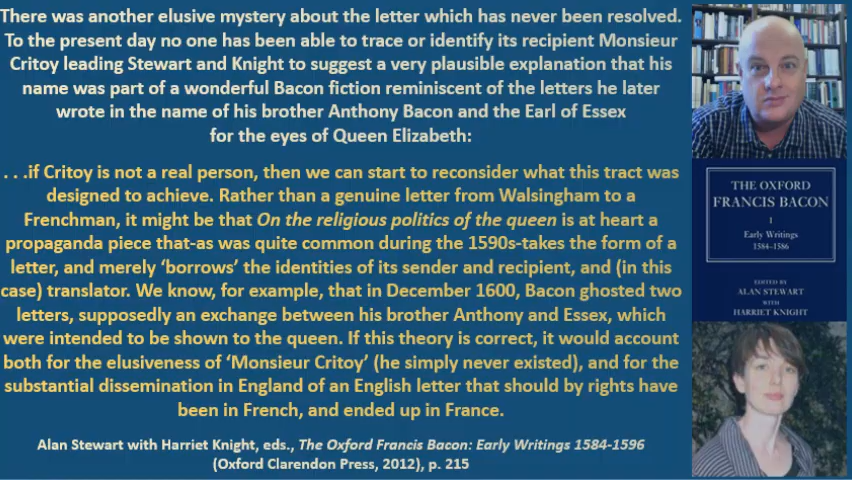 There was another elusive mystery about the letter which has never been resolved.
To the present day no one has been able to trace or identify its recipient Monsieur
Critoy leading Stewart and Knight to suggest a very plausible explanation that his
name was part of a wonderful Bacon fiction reminiscent of the letters he later
wrote in the name of his brother Anthony Bacon and the Earl of Essex
for the eyes of Queen Elizabeth:
. . .if Critoy is not a real person, then we can start to reconsider what this tract was
designed to achieve. Rather than a genuine letter from Walsingham to a
Frenchman, it might be that On the religious politics of the queen is at heart a
propaganda piece that-as was quite common during the 1590s-takes the form of a
letter, and merely ‘borrows’ the identities of its sender and recipient, and (in this
case) translator. We know, for example, that in December 1600, Bacon ghosted two
letters, supposedly an exchange between his brother Anthony and Essex, which
were intended to be shown to the queen. If this theory is correct, it would account
both for the elusiveness of ‘Monsieur Critoy’ (he simply never existed), and for the
substantial dissemination in England of an English letter that should by rights have
been in French, and ended up in France.
Alan Stewart with Harriet Knight, eds., The Oxford Francis Bacon: Early Writings 1584-1596
(Oxford Clarendon Press, 2012), p. 215
THE OXFORD
FRANCIS BACON
I
Early Writings
1584-1586
EDITED BY
ALAN STEWART
WITH
HARRIET KNIGHT